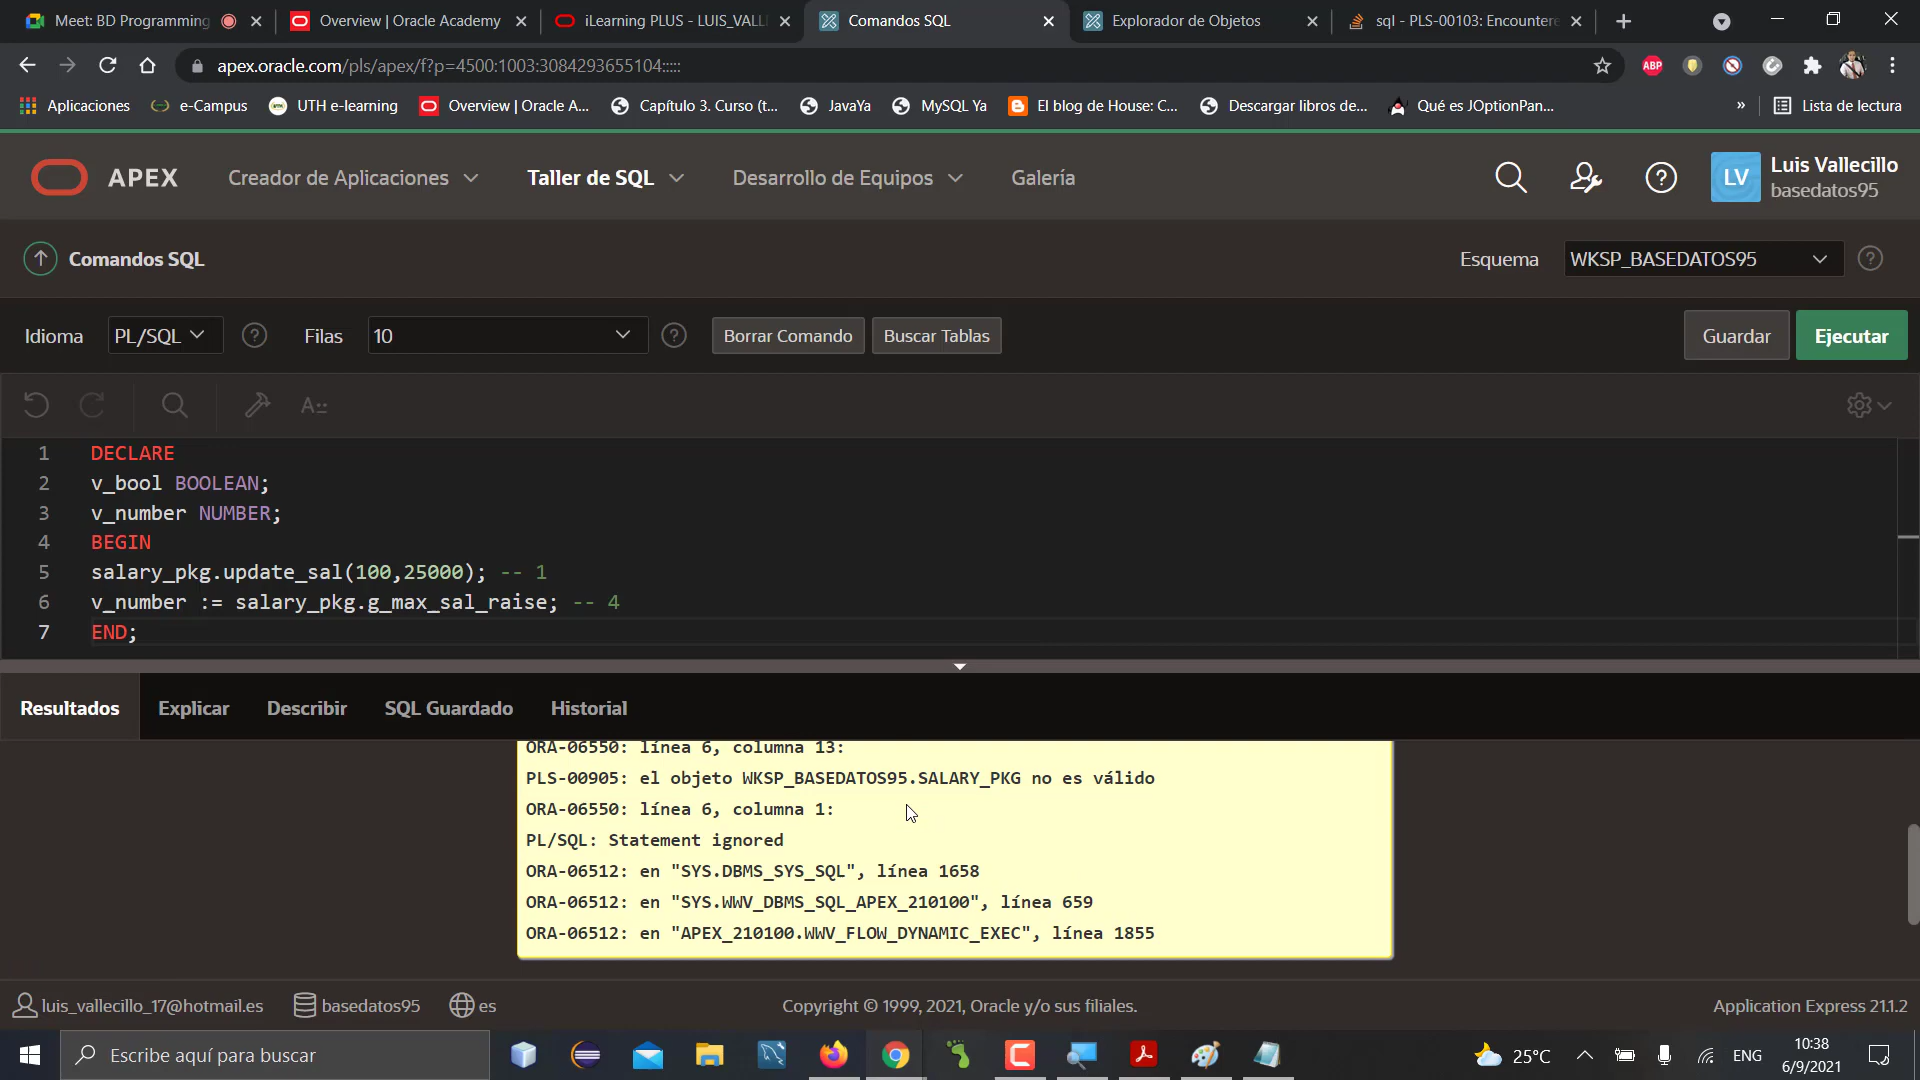 Meet: BD Programming
Overview | Oracle Academy
iLearning PLUS - LUIS_VALL
Comandos SQL
Explorador de Objetos
sql - PLS-00103: Encountere
apex.oracle.com/pls/apex/f?p=4500:1003:3084293655104:::::
ABP
Aplicaciones
e-Campus
UTH e-learning
Overview | Oracle A...
Capítulo 3. Curso (t...
JavaYa
MySQL Ya
El blog de House: C...
Descargar libros de...
Qué es JOptionPan...
»
Lista de lectura
APEX
Creador de Aplicaciones
Taller de SQL
Desarrollo de Equipos
Galería
LV
Luis Vallecillo
basedatos95
Comandos SQL
Esquema
WKSP_BASEDATOS95
Idioma
PL/SQL
Filas
10
Borrar Comando
Buscar Tablas
Guardar
Ejecutar
1 DECLARE
2 v_bool BOOLEAN;
3 v_number NUMBER;
4 BEGIN
5 salary_pkg.update_sal(100,25000); -- 1
6 v_number := salary_pkg.g_max_sal_raise; -- 4
7 END;
Resultados
Explicar
Describir
SQL Guardado
Historial
ORA-06550: línea 6, columna 13:
PLS-00905: el objeto WKSP_BASEDATOS95.SALARY_PKG no es válido
ORA-06550: línea 6, columna 1:
PL/SQL: Statement ignored
ORA-06512: en "SYS.DBMS_SYS_SQL", línea 1658
ORA-06512: en "SYS.WWV_DBMS_SQL_APEX_210100", línea 659
ORA-06512: en "APEX_210100.WWV_FLOW_DYNAMIC_EXEC", línea 1855
luis_vallecillo_17@hotmail.es
basedatos95
es
Copyright © 1999, 2021, Oracle y/o sus filiales.
Application Express 21.1.2
Escribe aquí para buscar
25°C
ENG
10:38
6/9/2021